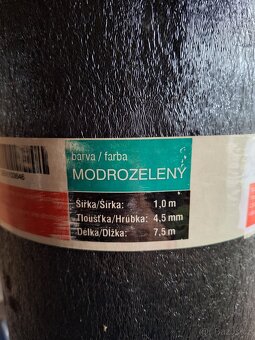 barva / farba
MODROZELENÝ
Šířka/Šírka: 1,0 m
Tloušťka/Hrúbka: 4,5 mm
Délka/Dĺžka: 7,5 m